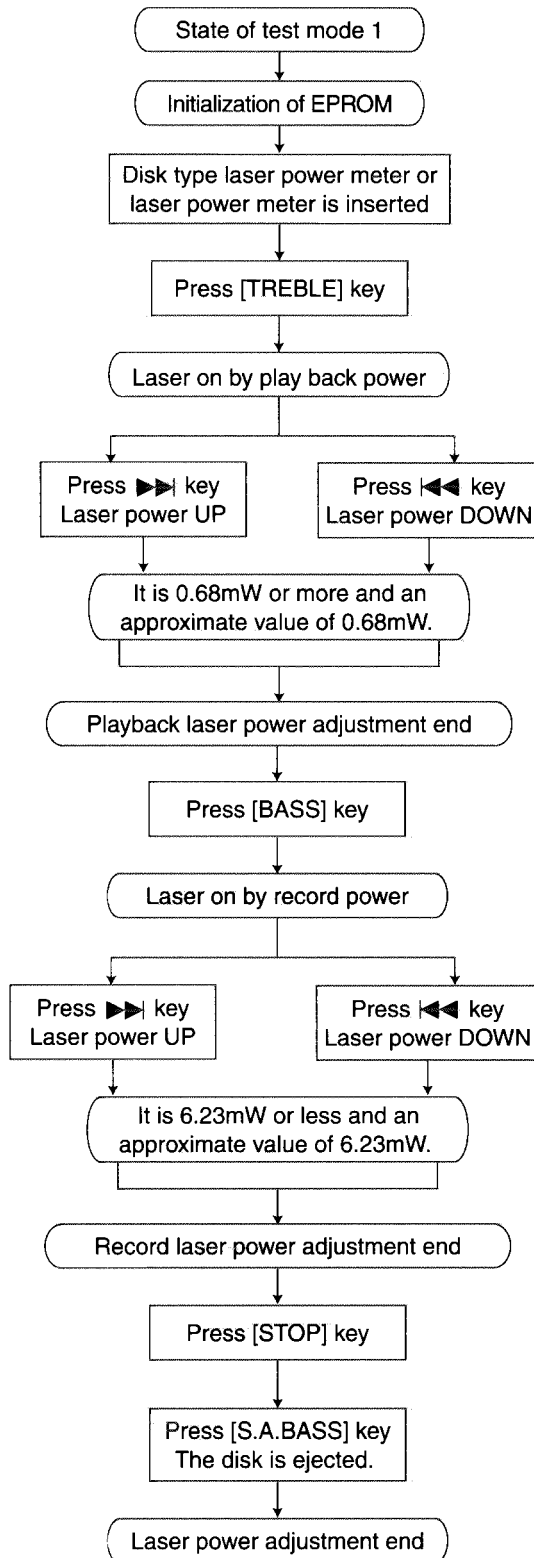 State of test mode 1
Initialization of EPROM
Disk type laser power meter or
laser power meter is inserted
Press [TREBLE] key
Laser on by play back power
Press ▶▶| key
Laser power UP
Press |◀◀ key
Laser power DOWN
It is 0.68mW or more and an
approximate value of 0.68mW.
Playback laser power adjustment end
Press [BASS] key
Laser on by record power
Press ▶▶| key
Laser power UP
Press |◀◀ key
Laser power DOWN
It is 6.23mW or less and an
approximate value of 6.23mW.
Record laser power adjustment end
Press [STOP] key
Press [S.A.BASS] key
The disk is ejected.
Laser power adjustment end